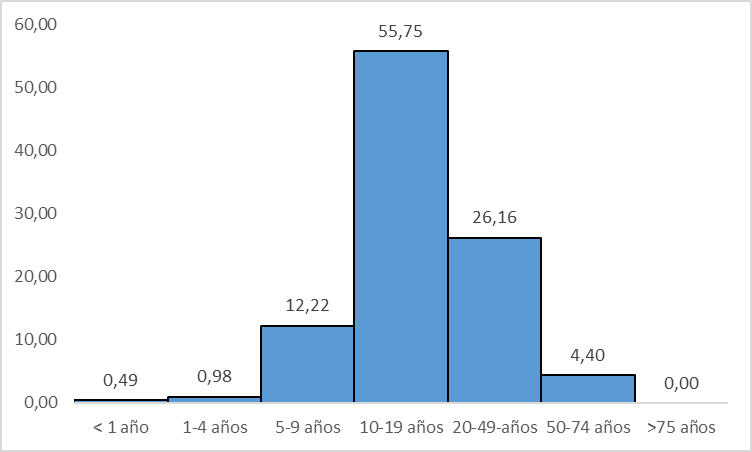 60,00
50,00
40,00
30,00
20,00
10,00
0,00
0,49
0,98
12,22
55,75
26,16
4,40
0,00
< 1 año
1-4 años
5-9 años
10-19 años
20-49-años
50-74 años
>75 años